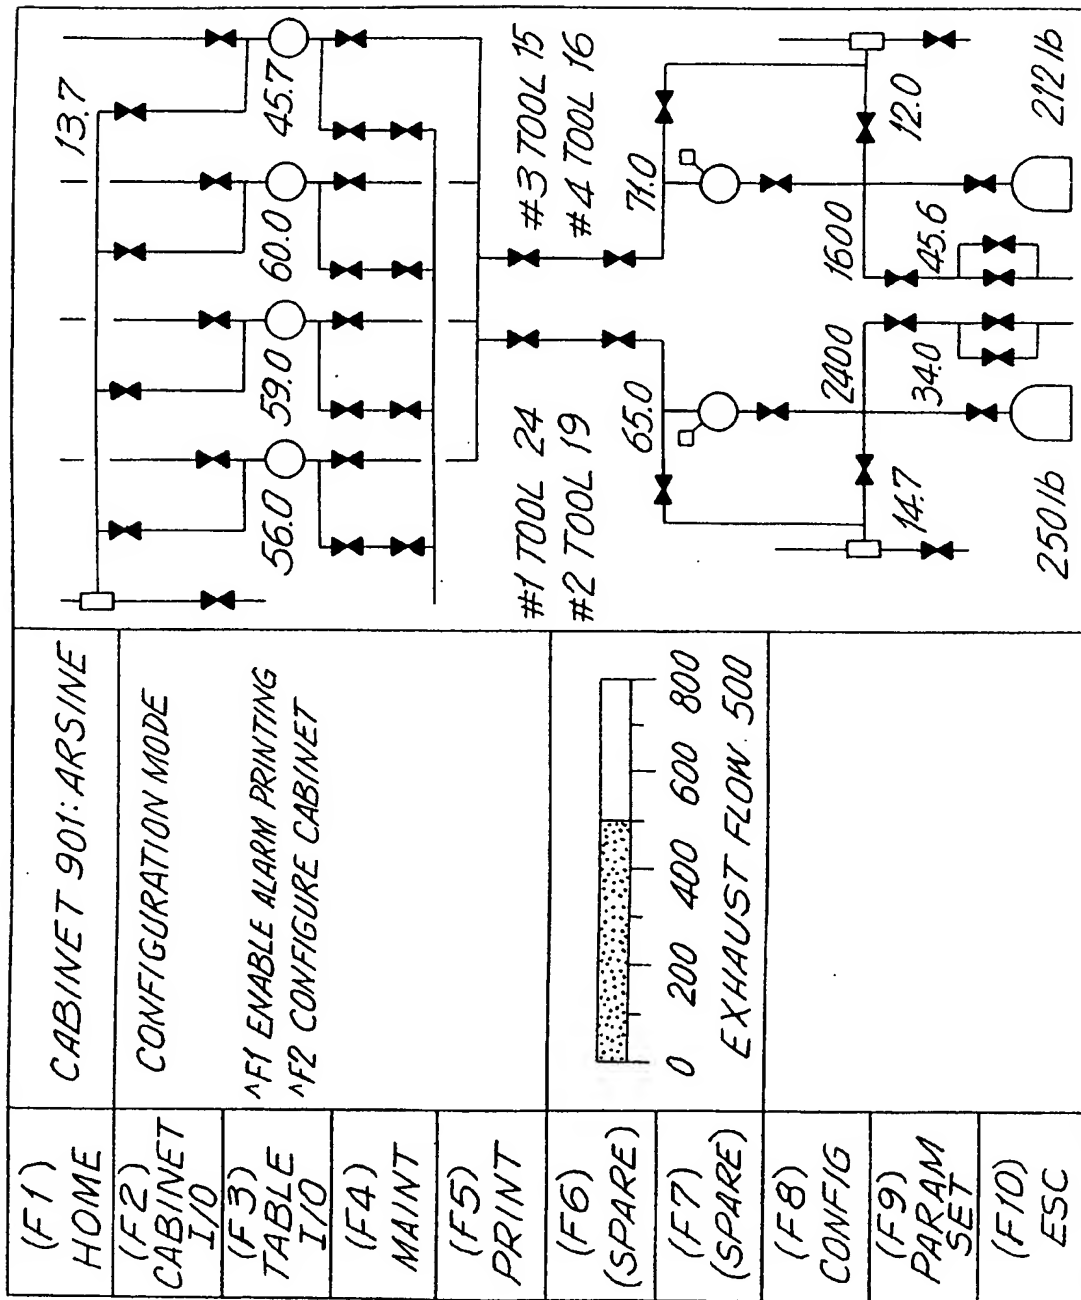 (F1)
HOME
(F2)
CABINET
I/O
(F3)
TABLE
I/O
(F4)
MAINT
(F5)
PRINT
(F6)
(SPARE)
(F7)
(SPARE)
(F8)
CONFIG
(F9)
PARAM
SET
(F10)
ESC
CABINET 901: ARSINE
CONFIGURATION MODE
^F1 ENABLE ALARM PRINTING
^F2 CONFIGURE CABINET
0 200 400 600 800
EXHAUST FLOW 500
13.7
56.0 59.0 60.0 45.7
#1 TOOL 24 #3 TOOL 15
#2 TOOL 19 #4 TOOL 16
65.0 71.0
2400 1600
14.7 34.0 45.6 12.0
250 lb 212 lb